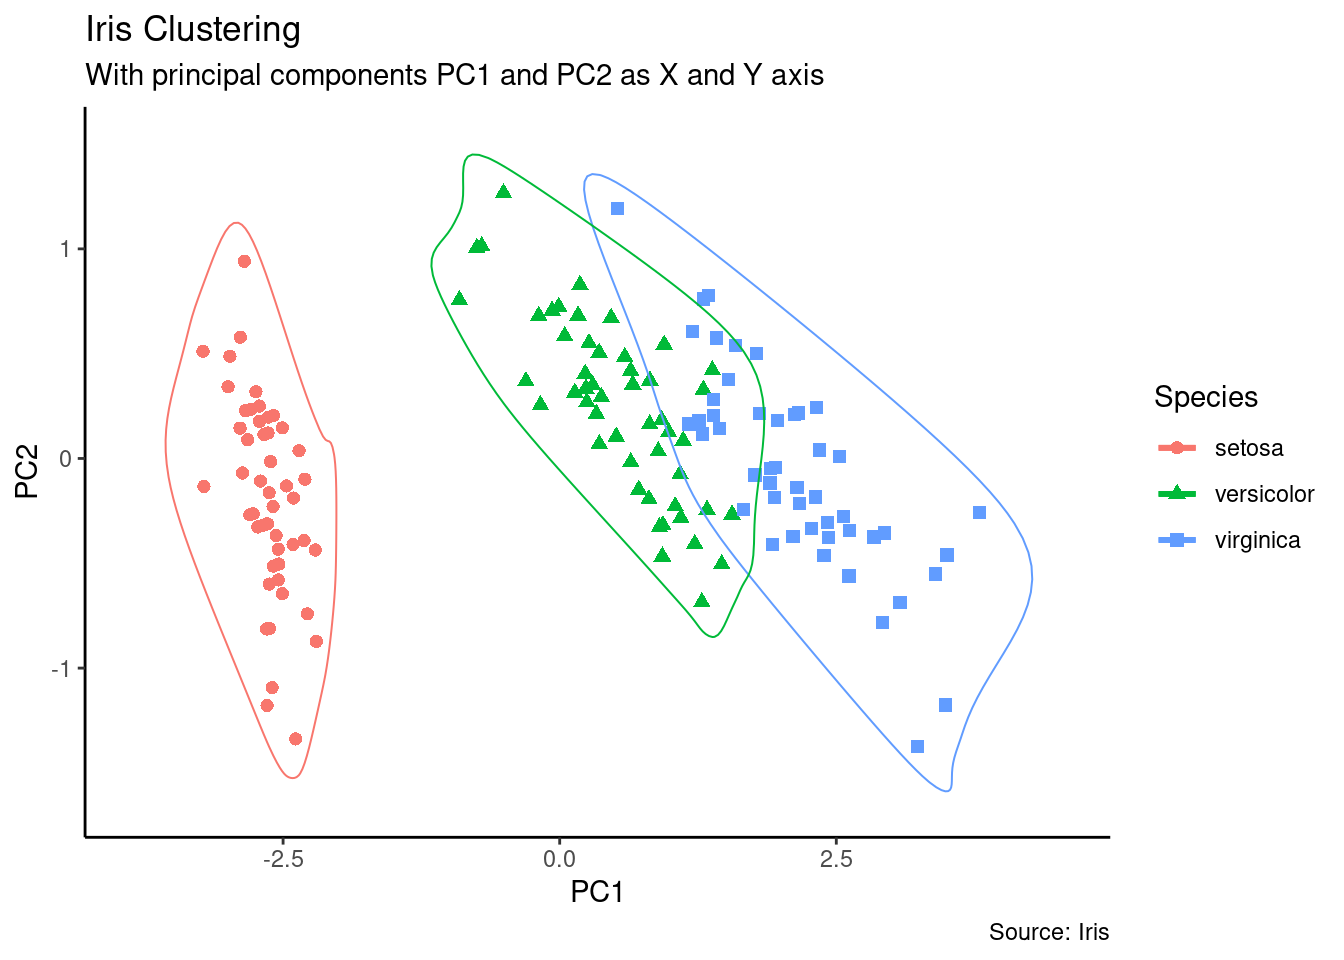 Iris Clustering
With principal components PC1 and PC2 as X and Y axis
1
0
-1
PC2
-2.5
0.0
2.5
PC1
Species
setosa
versicolor
virginica
Source: Iris